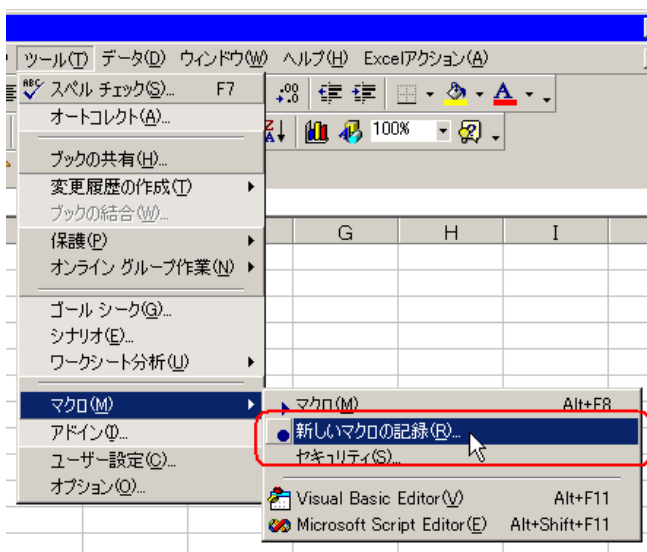 ツール(T) データ(D) ウィンドウ(W) ヘルプ(H) Excelアクション(A)
ABC スペル チェック(S)... F7
オートコレクト(A)...
100%
ブックの共有(H)...
変更履歴の作成(T)
ブックの結合(W)...
G H I
保護(P)
オンライン グループ作業(N)
ゴール シーク(G)...
シナリオ(E)...
ワークシート分析(U)
マクロ(M)
マクロ(M) Alt+F8
アドイン(I)...
新しいマクロの記録(R)...
ユーザー設定(C)...
セキュリティ(S)...
オプション(O)...
Visual Basic Editor(V) Alt+F11
Microsoft Script Editor(E) Alt+Shift+F11